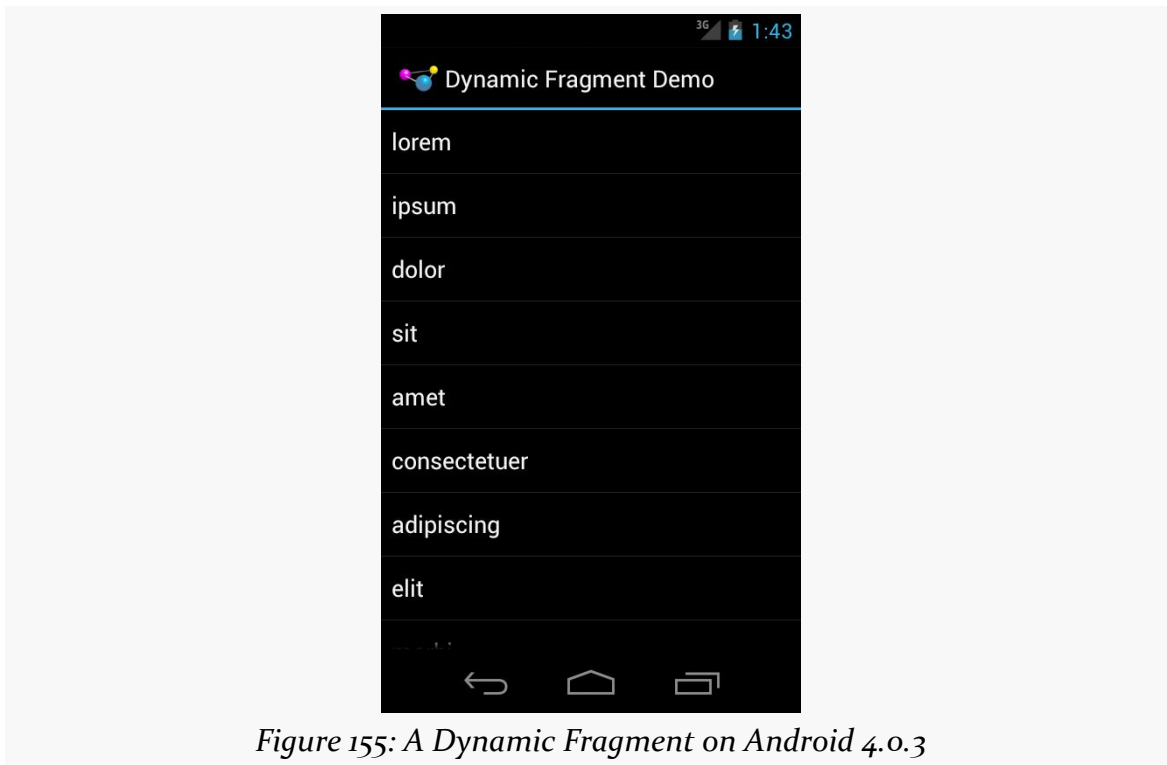 3G 1:43
Dynamic Fragment Demo
lorem
ipsum
dolor
sit
amet
consectetuer
adipiscing
elit
Figure 155: A Dynamic Fragment on Android 4.0.3